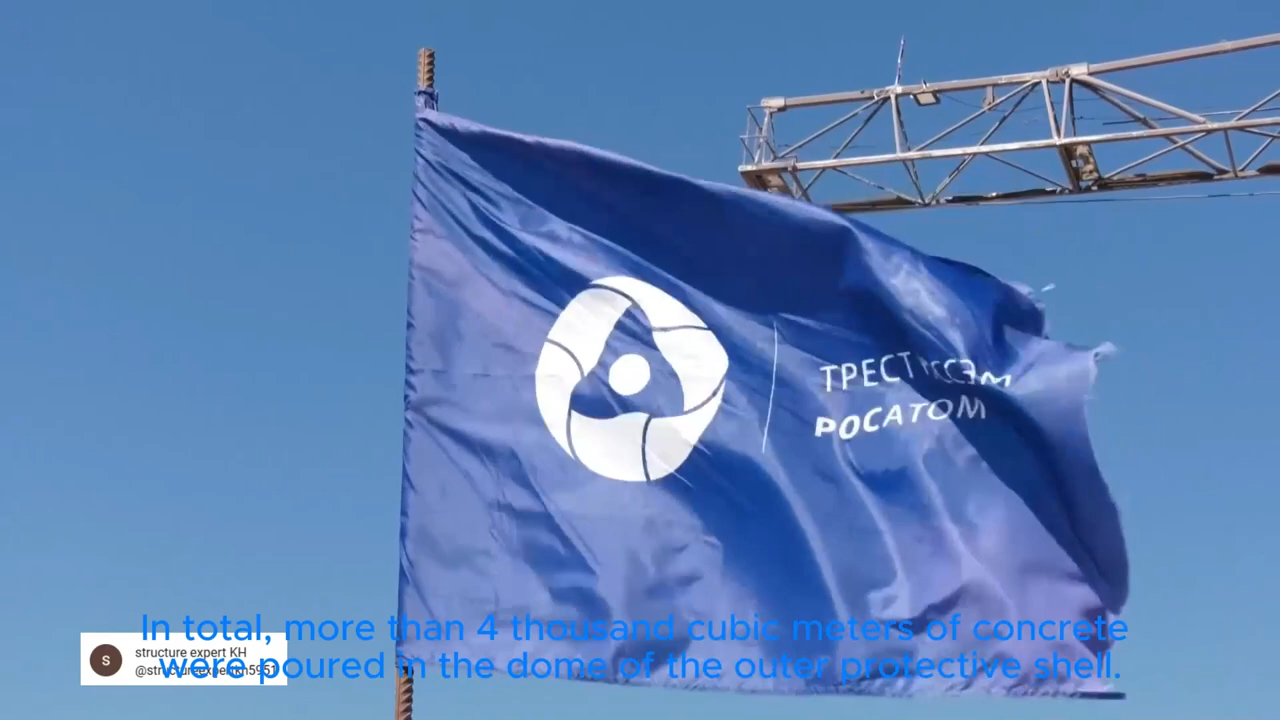 ТРЕСТ РОССЭМ
РОСАТОМ
In total, more than 4 thousand cubic meters of concrete
were poured in the dome of the outer protective shell.
S
structure expert KH